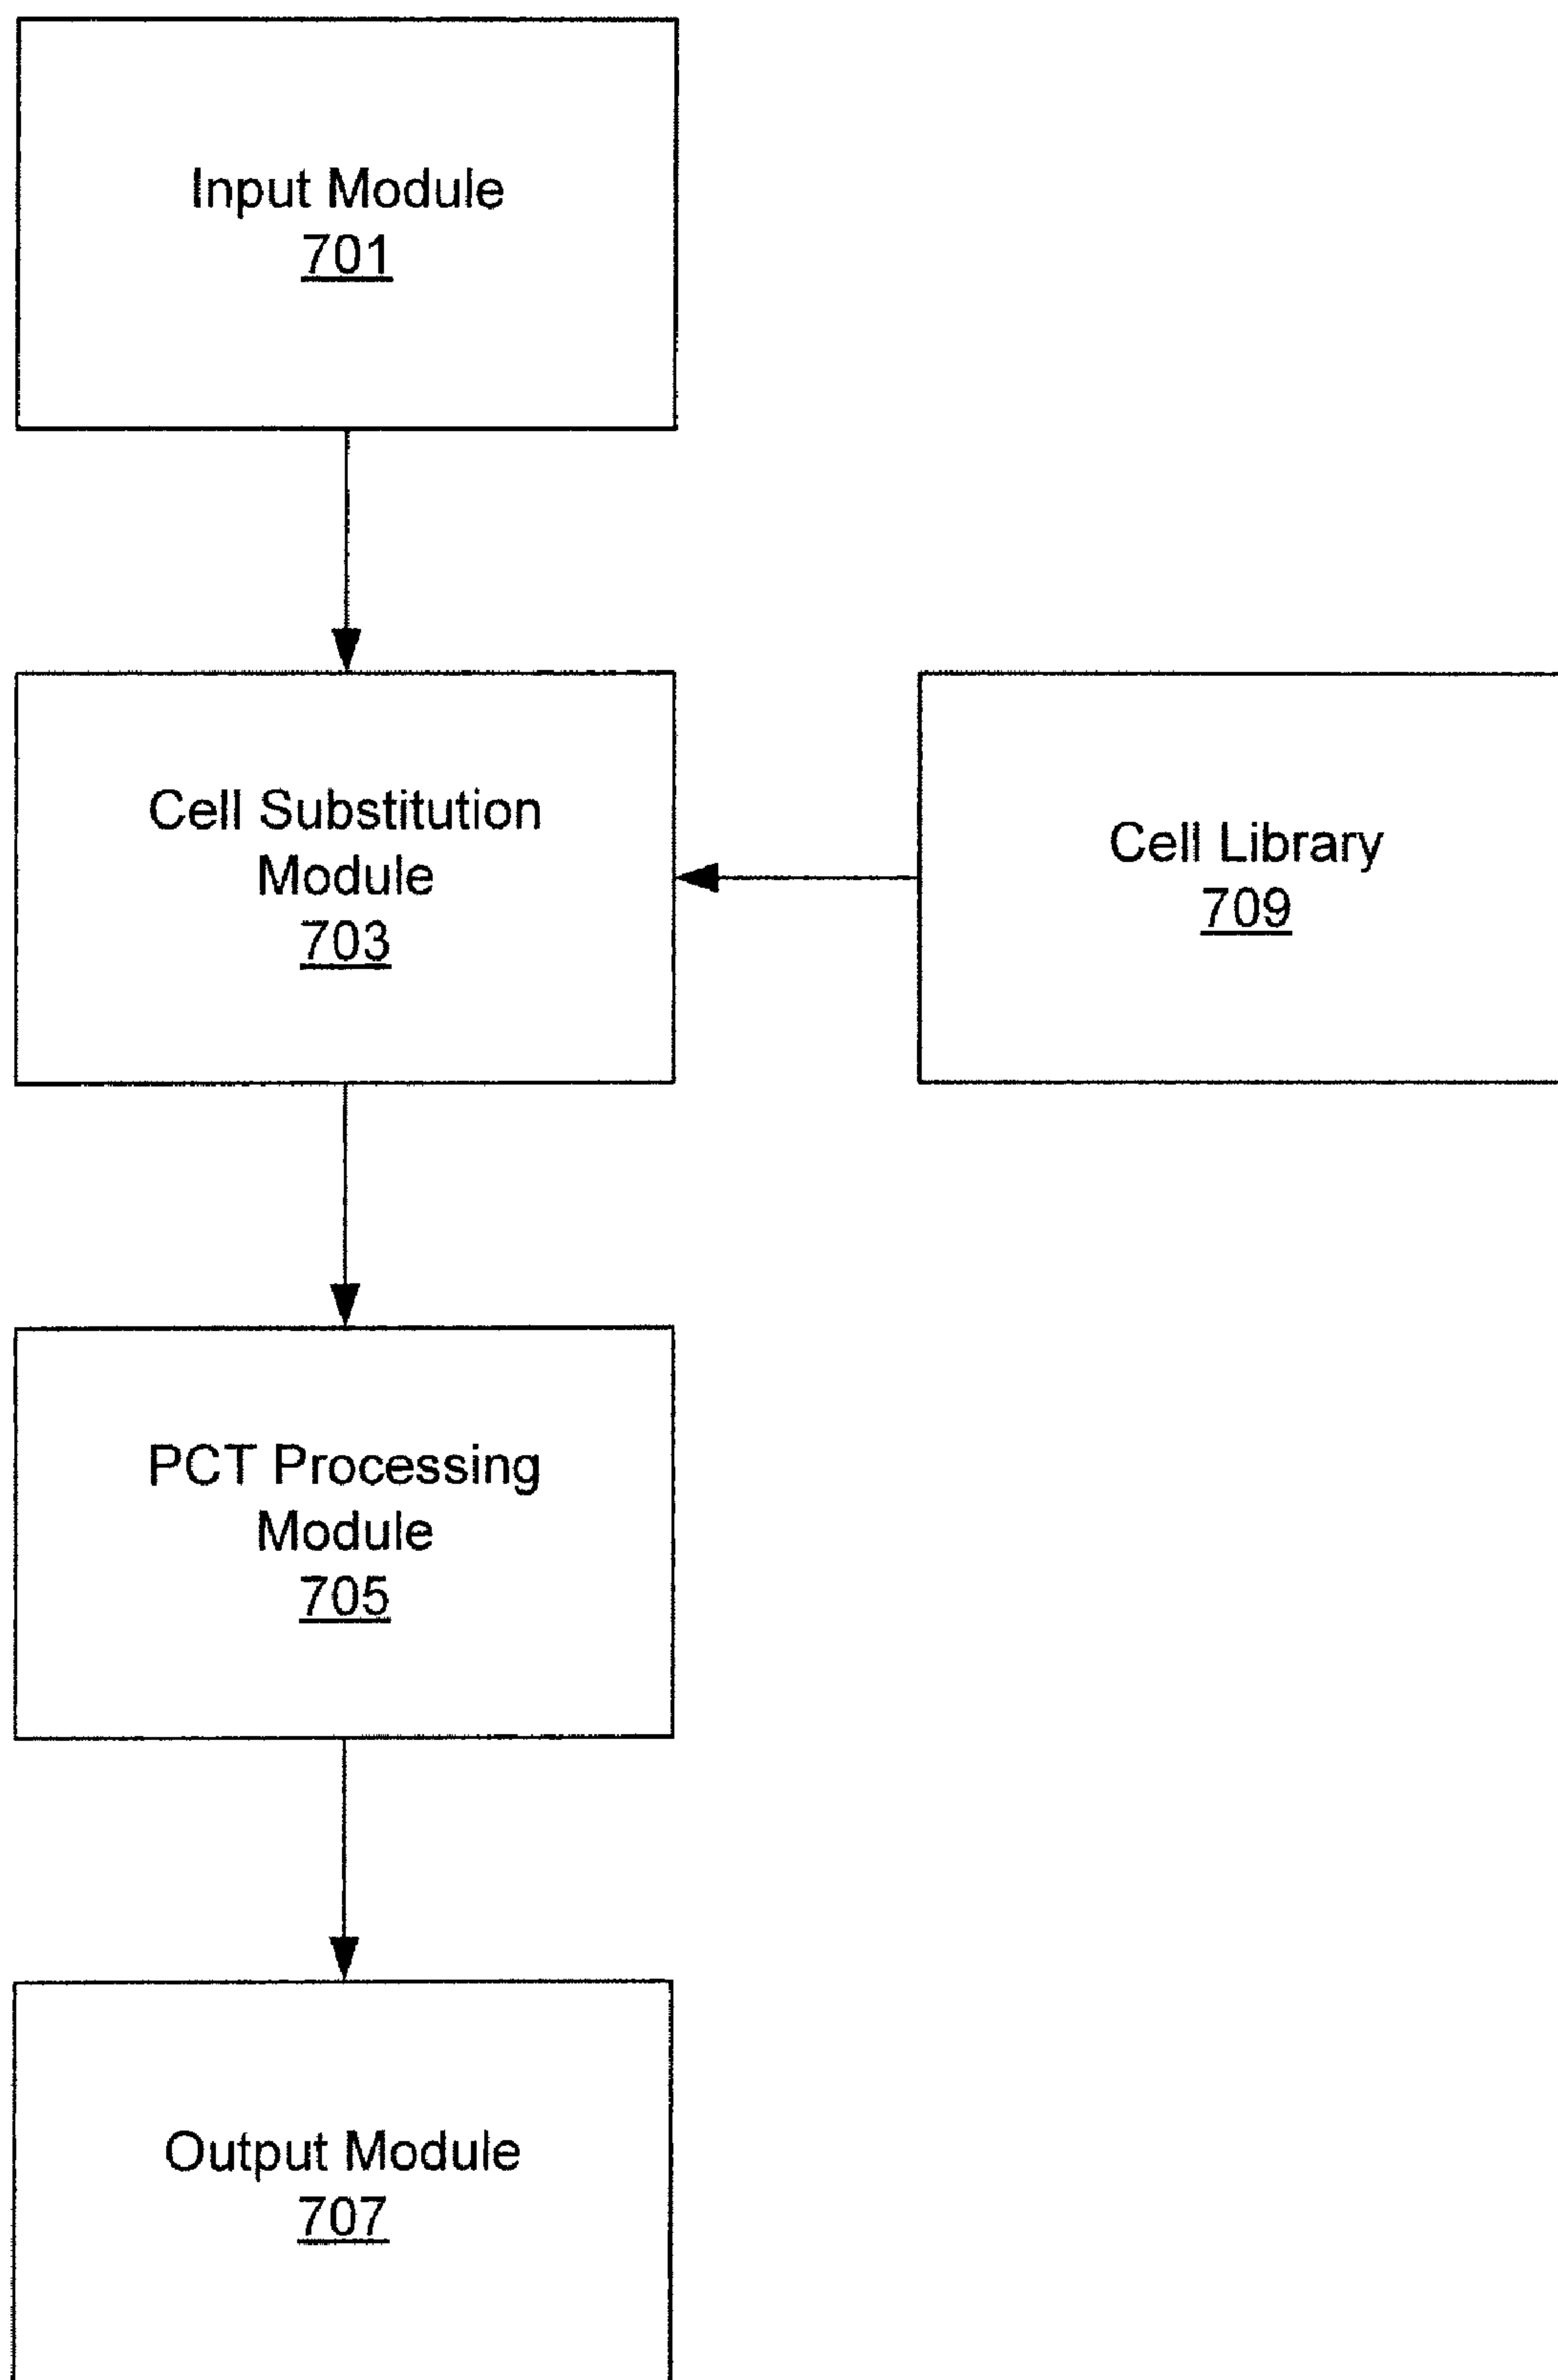 Input Module
701
Cell Substitution
Module
703
Cell Library
709
PCT Processing
Module
705
Output Module
707